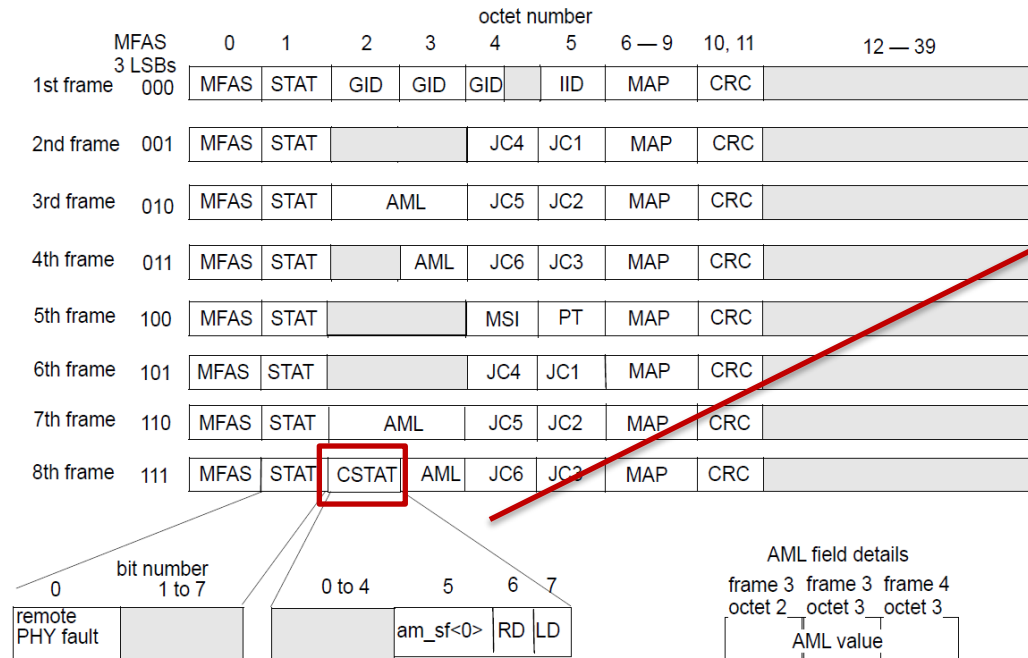 octet number
MFAS 0 1 2 3 4 5 6 — 9 10, 11 12 — 39
3 LSBs
1st frame 000 MFAS STAT GID GID GID IID MAP CRC
2nd frame 001 MFAS STAT JC4 JC1 MAP CRC
3rd frame 010 MFAS STAT AML JC5 JC2 MAP CRC
4th frame 011 MFAS STAT AML JC6 JC3 MAP CRC
5th frame 100 MFAS STAT MSI PT MAP CRC
6th frame 101 MFAS STAT JC4 JC1 MAP CRC
7th frame 110 MFAS STAT AML JC5 JC2 MAP CRC
8th frame 111 MFAS STAT CSTAT AML JC6 JC3 MAP CRC
bit number
0 1 to 7 0 to 4 5 6 7
remote
PHY fault
am_sf<0> RD LD
AML field details
frame 3 frame 3 frame 4
octet 2 octet 3 octet 3
AML value